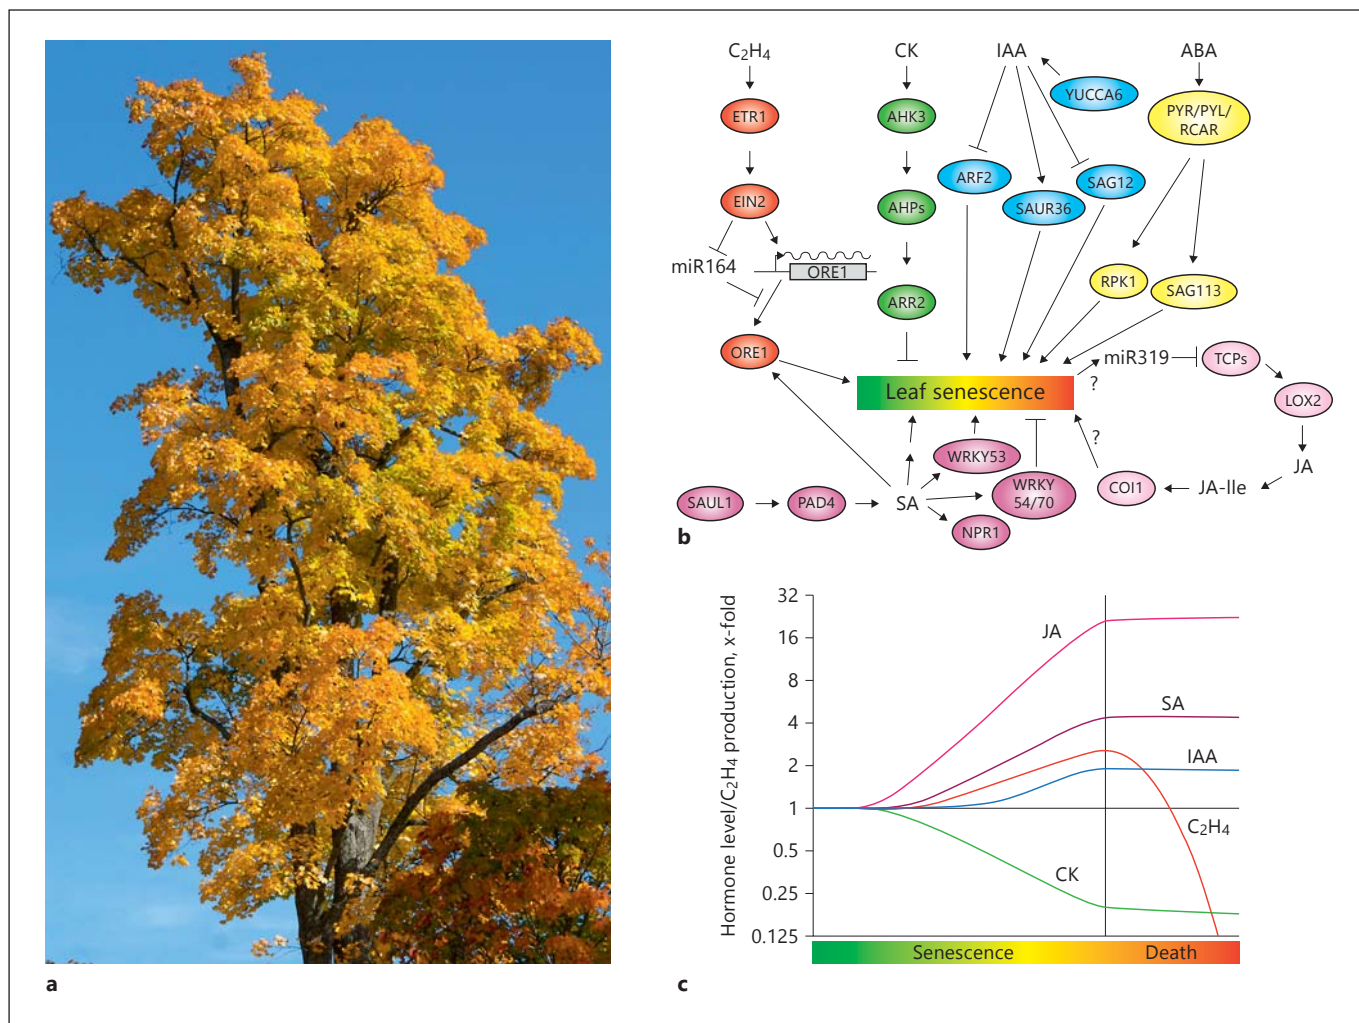 a
C₂H₄
CK
IAA
ABA
YUCCA6
ETR1
AHK3
PYR/PYL/
RCAR
ARF2
SAG12
EIN2
AHPs
SAUR36
miR164
ORE1
RPK1
SAG113
ARR2
ORE1
miR319
TCPs
Leaf senescence
?
LOX2
?
WRKY53
JA
WRKY
54/70
COI1
JA-Ile
SAUL1
PAD4
SA
NPR1
b
Hormone level/C₂H₄ production, x-fold
32
16
8
4
2
1
0.5
0.25
0.125
JA
SA
IAA
C₂H₄
CK
Senescence
Death
c